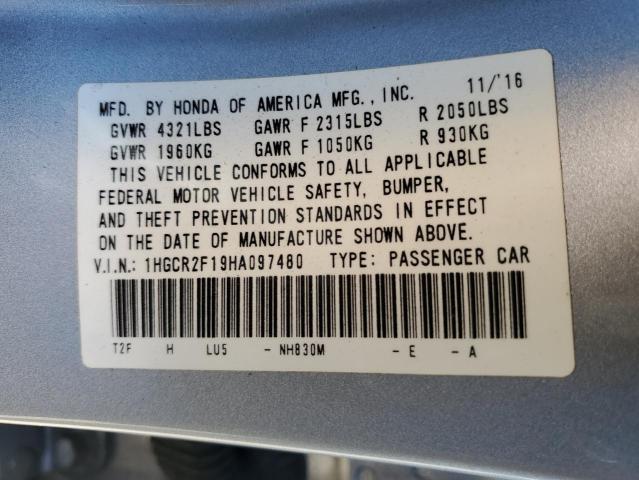 MFD. BY HONDA OF AMERICA MFG., INC. 11/'16
GVWR 4321LBS GAWR F 2315LBS R 2050LBS
GVWR 1960KG GAWR F 1050KG R 930KG
THIS VEHICLE CONFORMS TO ALL APPLICABLE
FEDERAL MOTOR VEHICLE SAFETY, BUMPER,
AND THEFT PREVENTION STANDARDS IN EFFECT
ON THE DATE OF MANUFACTURE SHOWN ABOVE.
V.I.N.: 1HGCR2F19HA097480 TYPE: PASSENGER CAR
T2F H LU5 - NH830M - E - A